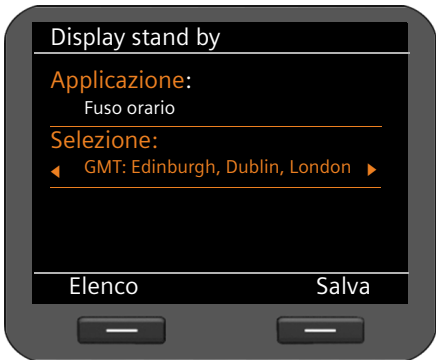 Display stand by
Applicazione:
Fuso orario
Selezione:
GMT: Edinburgh, Dublin, London
Elenco
Salva